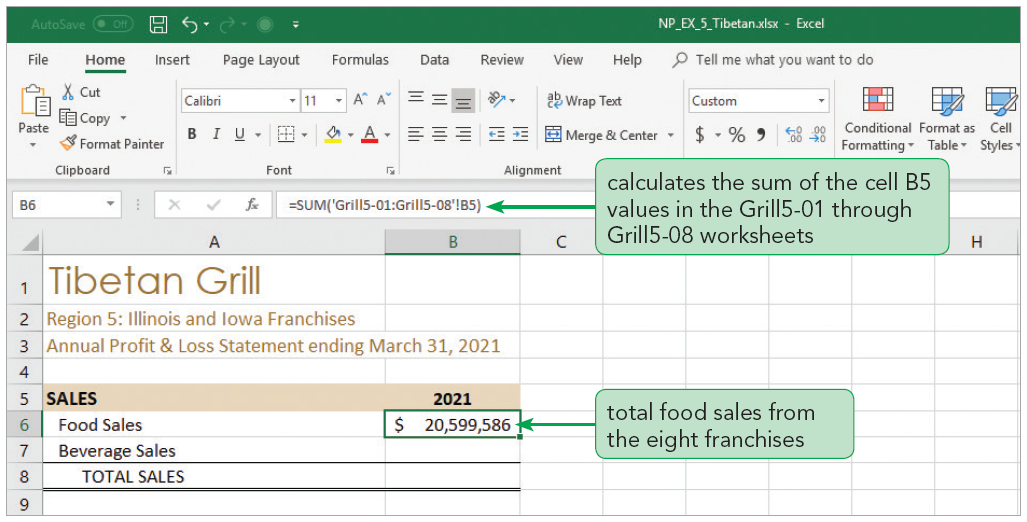 AutoSave Off NP_EX_5_Tibetan.xlsx - Excel
File Home Insert Page Layout Formulas Data Review View Help Tell me what you want to do
Cut
Copy
Format Painter
Paste
Clipboard
Calibri 11 A A
B I U A
Font
ab Wrap Text
Merge & Center
Alignment
Custom
$ % 9 .00 .00
Conditional Formatting
Format as Table
Cell Styles
B6 fx =SUM('Grill5-01:Grill5-08'!B5)
calculates the sum of the cell B5
values in the Grill5-01 through
Grill5-08 worksheets
A B C H
1 Tibetan Grill
2 Region 5: Illinois and Iowa Franchises
3 Annual Profit & Loss Statement ending March 31, 2021
4
5 SALES 2021
6 Food Sales $ 20,599,586
total food sales from
the eight franchises
7 Beverage Sales
8 TOTAL SALES
9